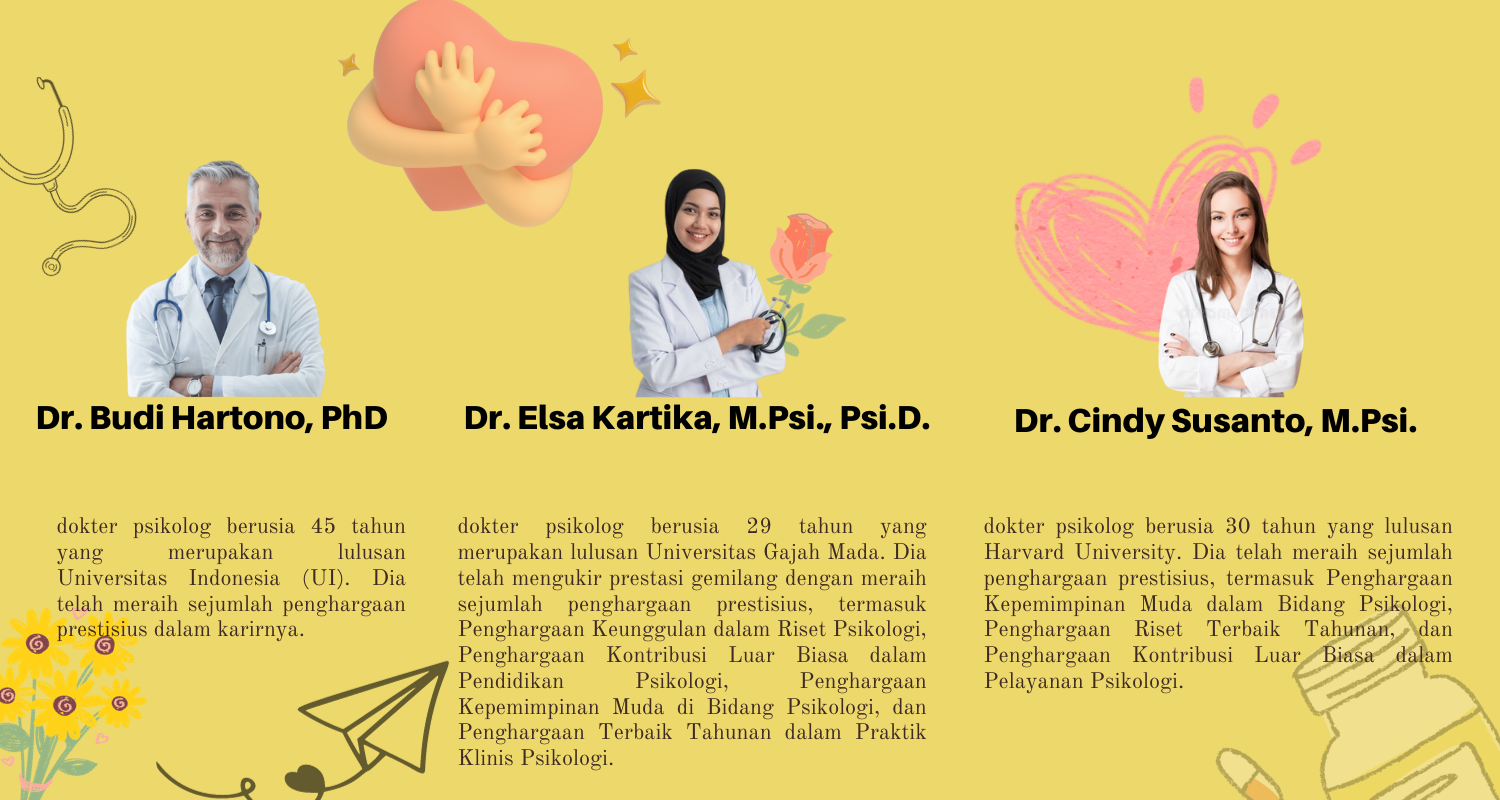 Dr. Budi Hartono, PhD
dokter psikolog berusia 45 tahun
yang merupakan lulusan
Universitas Indonesia (UI). Dia
telah meraih sejumlah penghargaan
prestisius dalam karirnya.
Dr. Elsa Kartika, M.Psi., Psi.D.
dokter psikolog berusia 29 tahun yang
merupakan lulusan Universitas Gajah Mada. Dia
telah mengukir prestasi gemilang dengan meraih
sejumlah penghargaan prestisius, termasuk
Penghargaan Keunggulan dalam Riset Psikologi,
Penghargaan Kontribusi Luar Biasa dalam
Pendidikan Psikologi, Penghargaan
Kepemimpinan Muda di Bidang Psikologi, dan
Penghargaan Terbaik Tahunan dalam Praktik
Klinis Psikologi.
Dr. Cindy Susanto, M.Psi.
dokter psikolog berusia 30 tahun yang lulusan
Harvard University. Dia telah meraih sejumlah
penghargaan prestisius, termasuk Penghargaan
Kepemimpinan Muda dalam Bidang Psikologi,
Penghargaan Riset Terbaik Tahunan, dan
Penghargaan Kontribusi Luar Biasa dalam
Pelayanan Psikologi.